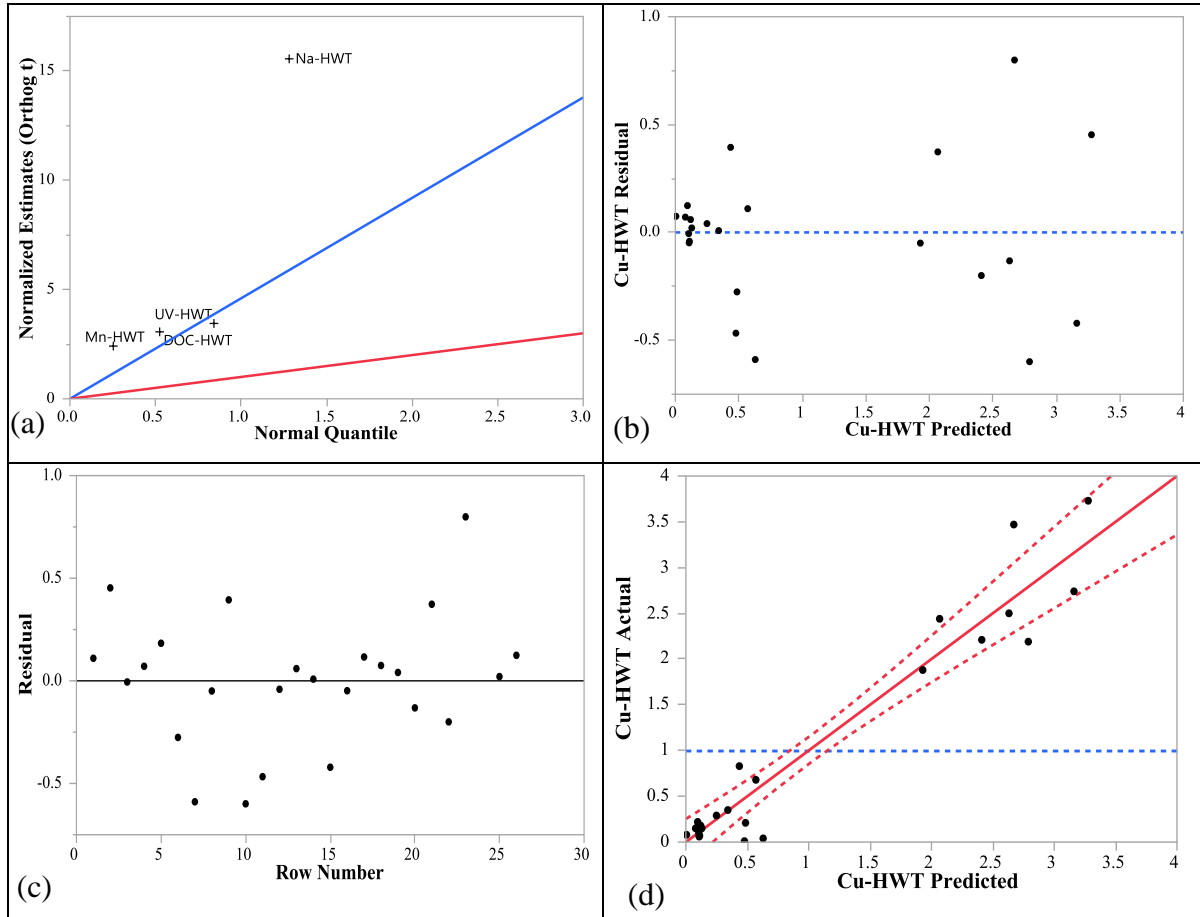 Normalized Estimates (Orthog t)
15
10
5
0
Na-HWT
UV-HWT
Mn-HWT
DOC-HWT
0.0 0.5 1.0 1.5 2.0 2.5 3.0
Normal Quantile
(a)
Cu-HWT Residual
1.0
0.5
0.0
-0.5
0 0.5 1 1.5 2 2.5 3 3.5 4
Cu-HWT Predicted
(b)
Residual
1.0
0.5
0.0
-0.5
0 5 10 15 20 25 30
Row Number
(c)
Cu-HWT Actual
4
3.5
3
2.5
2
1.5
1
0.5
0
0 0.5 1 1.5 2 2.5 3 3.5 4
Cu-HWT Predicted
(d)